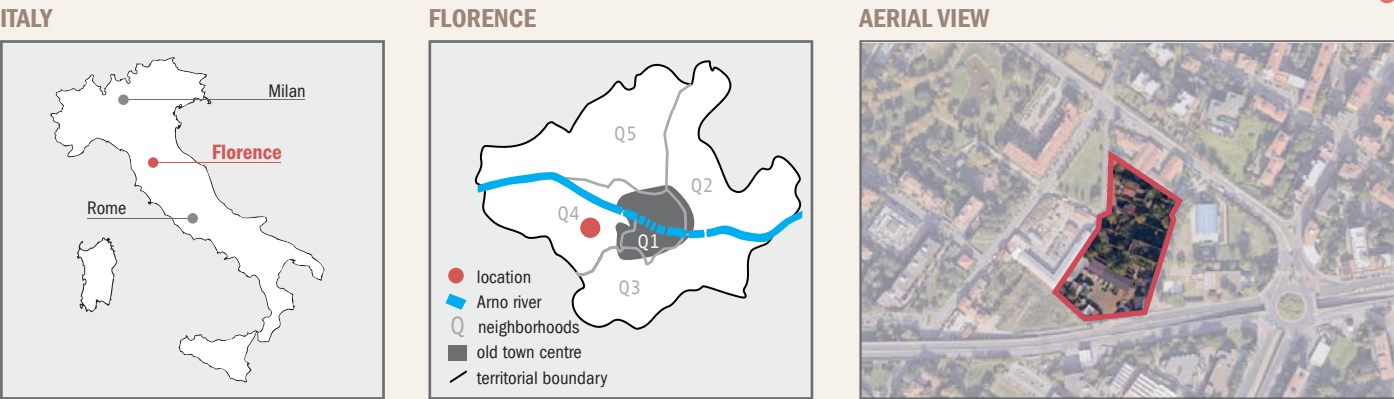 ITALY
Milan
Florence
Rome
FLORENCE
Q5
Q2
Q4
Q1
Q3
location
Arno river
Q neighborhoods
old town centre
territorial boundary
AERIAL VIEW